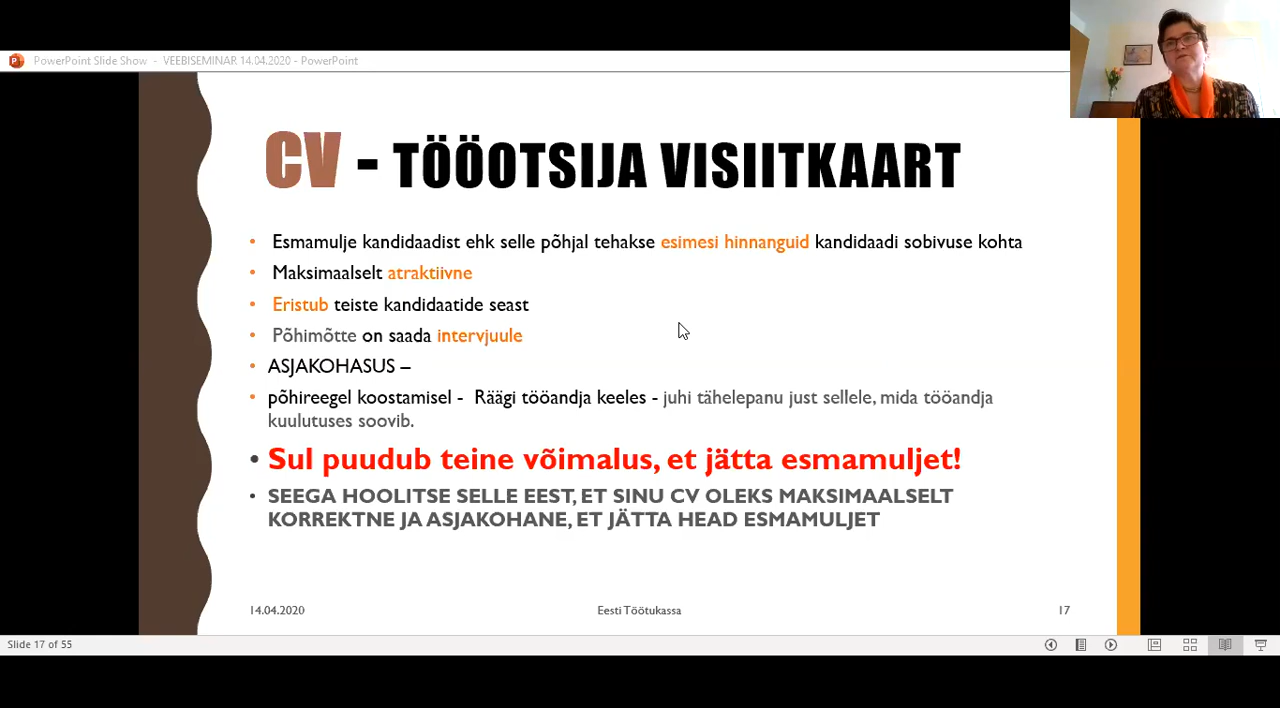 PowerPoint Slide Show - VEEBISEMINAR 14.04.2020 - PowerPoint
CV - TÖÖOTSIJA VISIITKAART
• Esmamulje kandidaadist ehk selle põhjal tehakse esimesi hinnanguid kandidaadi sobivuse kohta
• Maksimaalselt atraktiivne
• Eristub teiste kandidaatide seast
• Põhimõtte on saada intervjuule
• ASJAKOHASUS –
• põhireegel koostamisel - Räägi tööandja keeles - juhi tähelepanu just sellele, mida tööandja
kuulutuses soovib.
• Sul puudub teine võimalus, et jätta esmamuljet!
• SEEGA HOOLITSE SELLE EEST, ET SINU CV OLEKS MAKSIMAALSELT
KORREKTNE JA ASJAKOHANE, ET JÄTTA HEAD ESMAMULJET
14.04.2020 Eesti Töötukassa 17
Slide 17 of 55